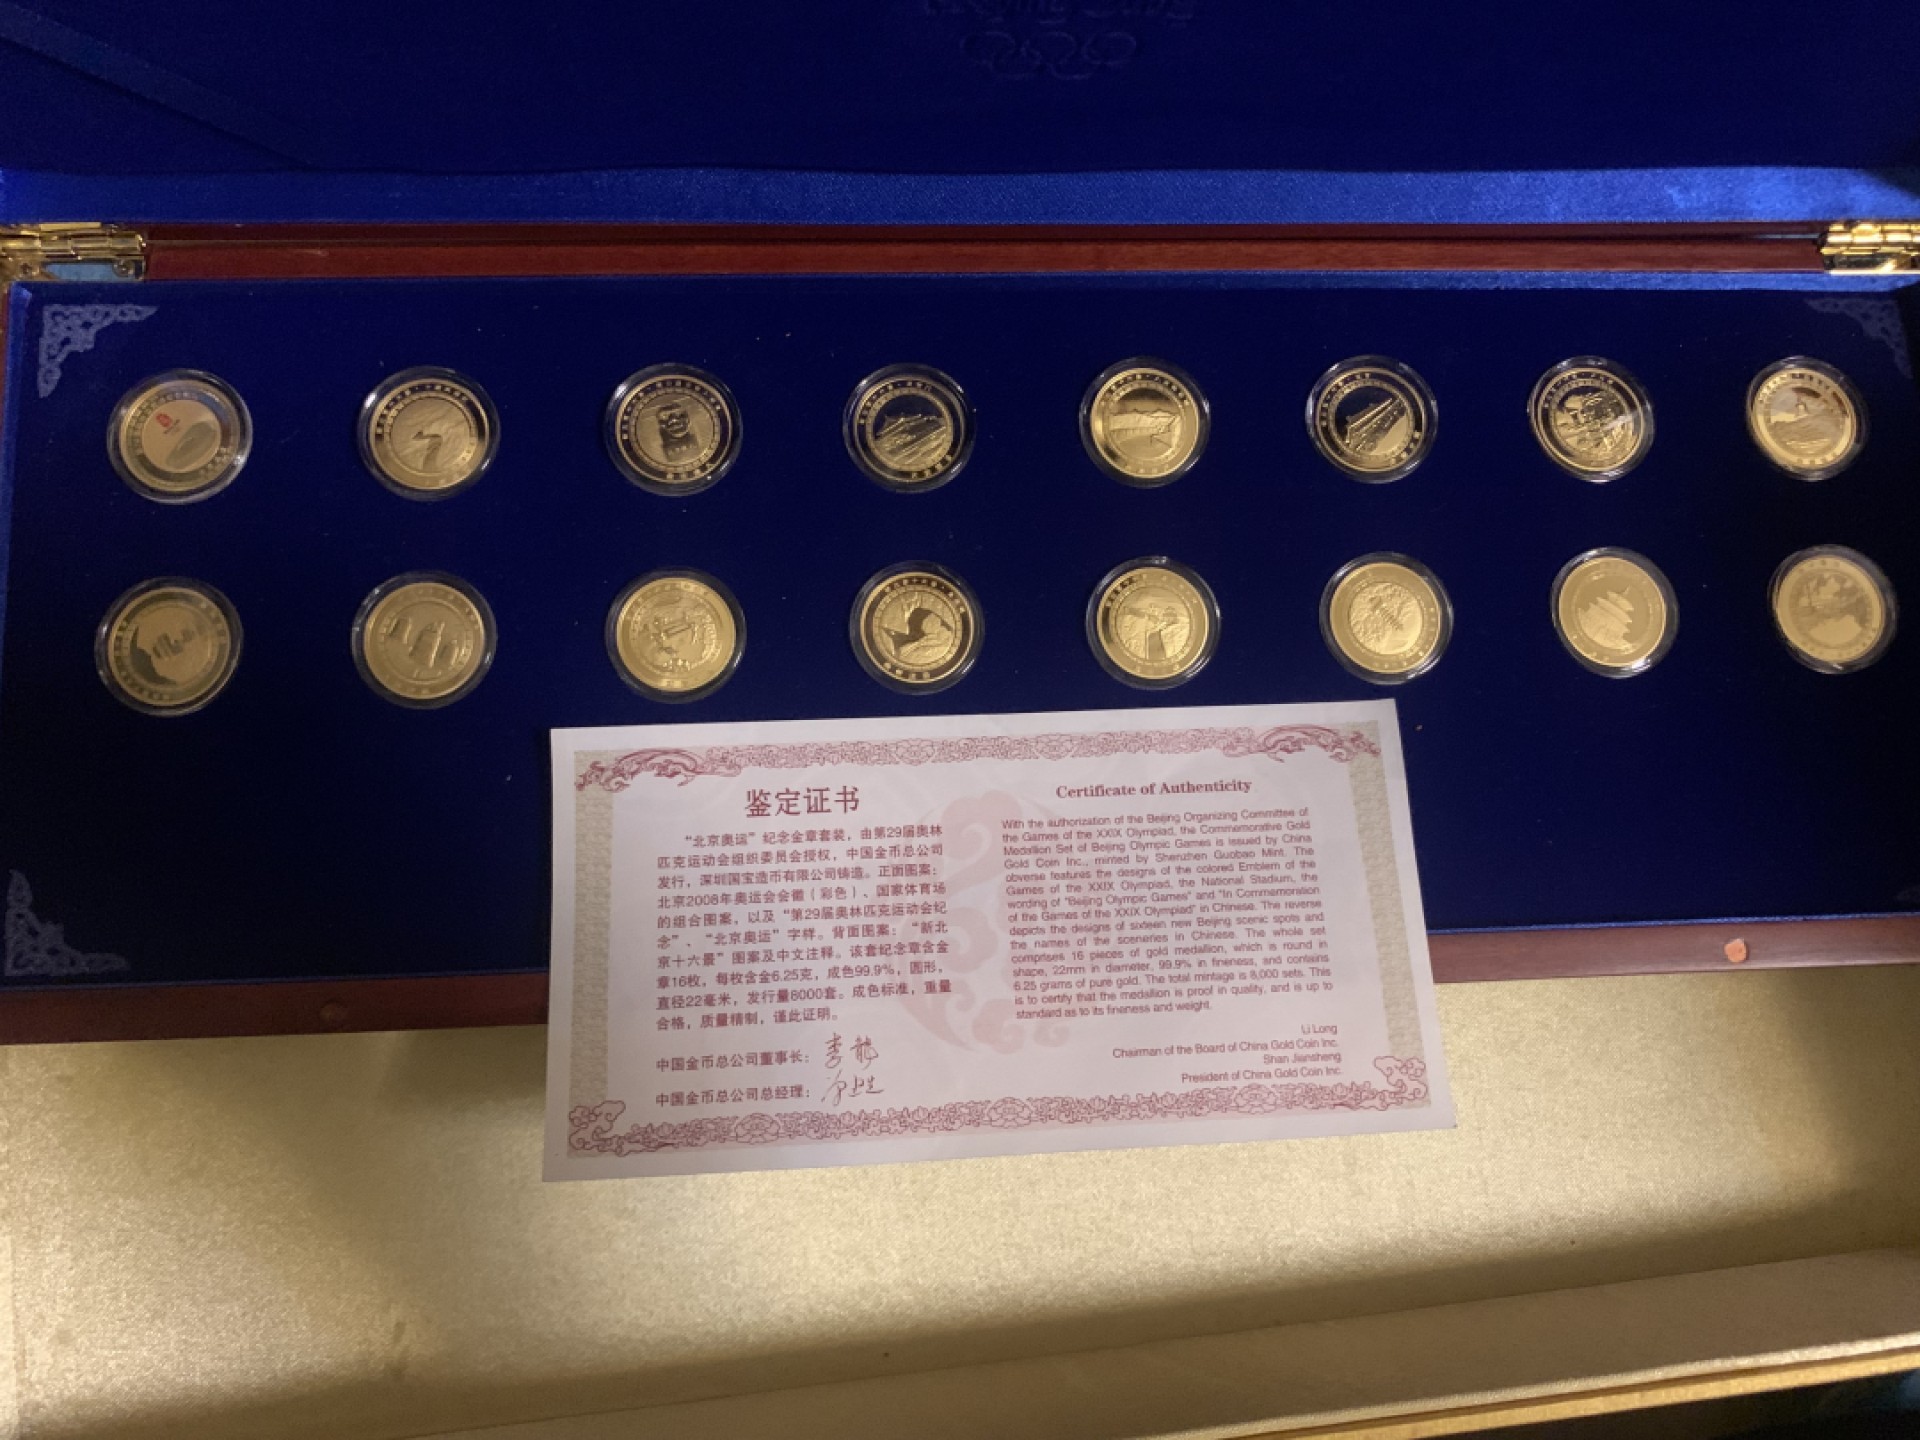 鉴定证书
“北京奥运”纪念金章套装，由第29届奥林
匹克运动会组织委员会授权，中国金币总公司
发行，深圳国宝造币有限公司铸造。正面图案：
北京2008年奥运会会徽（彩色）、国家体育场
的组合图案，以及“第29届奥林匹克运动会纪
念”、“北京奥运”字样。背面图案：“新北
京十六景”图案及中文注释。该套纪念章含金
章16枚，每枚含金6.25克，成色99.9%，圆形，
直径22毫米，发行量8000套。成色标准，重量
合格，质量精制，谨此证明。
中国金币总公司董事长：李龍
中国金币总公司总经理：
Certificate of Authenticity
With the authorization of the Beijing Organizing Committee of
the Games of the XXIX Olympiad, the Commemorative Gold
Medallion Set of Beijing Olympic Games is issued by China
Gold Coin Inc., minted by Shenzhen Guobao Mint. The
obverse features the designs of the colored Emblem of the
Games of the XXIX Olympiad, the National Stadium, the
wording of "Beijing Olympic Games" and "In Commemoration
of the Games of the XXIX Olympiad" in Chinese. The reverse
depicts the designs of sixteen new Beijing scenic spots and
the names of the sceneries in Chinese. The whole set
comprises 16 pieces of gold medallion, which is round in
shape, 22mm in diameter, 99.9% in fineness, and contains
6.25 grams of pure gold. The total mintage is 8,000 sets. This
is to certify that the medallion is proof in quality, and is up to
standard as to its fineness and weight.
Li Long
Chairman of the Board of China Gold Coin Inc.
Shan Jiansheng
President of China Gold Coin Inc.